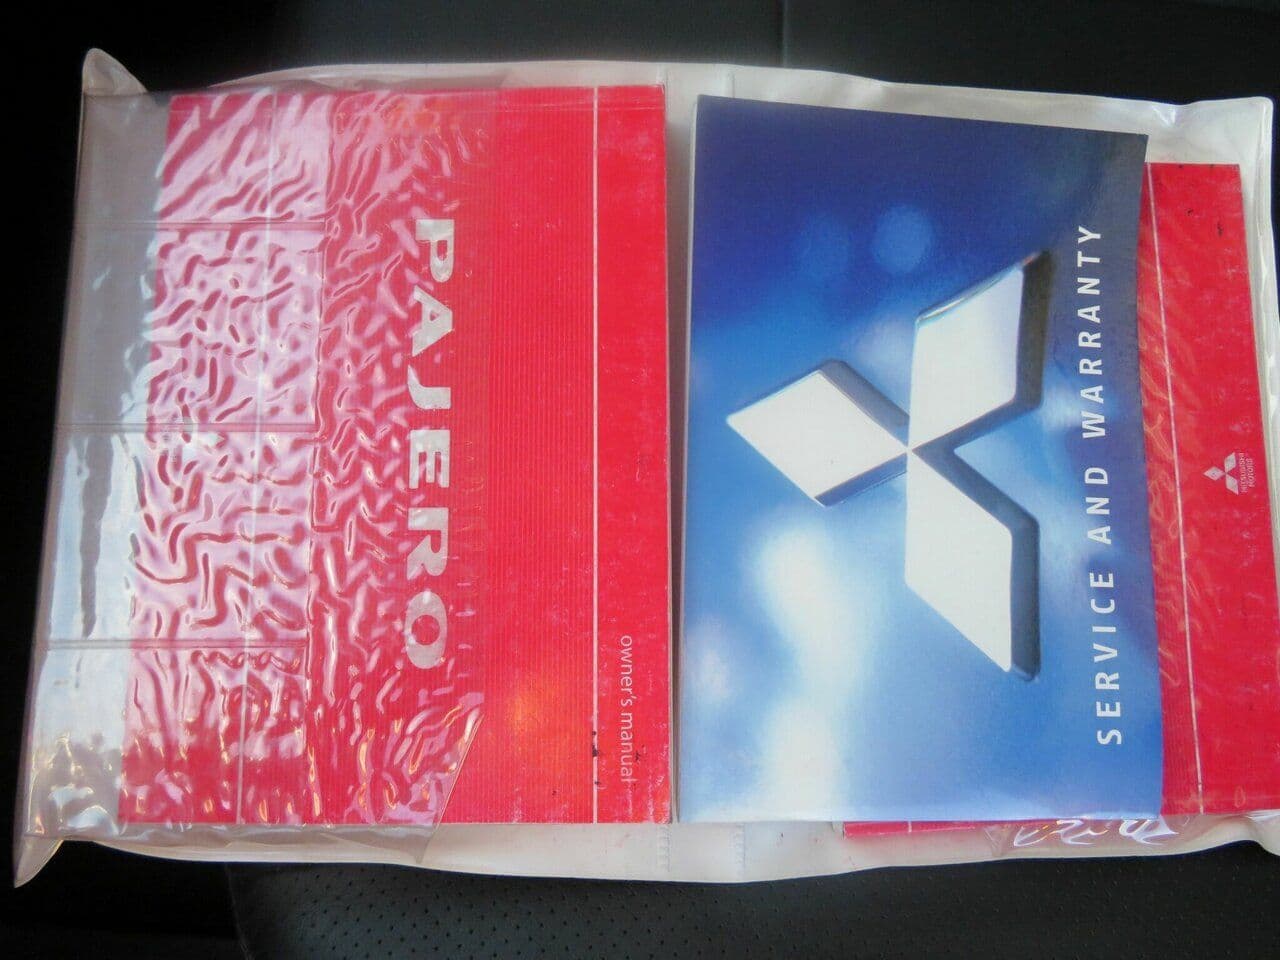 PAJERO
owner's manual
SERVICE AND WARRANTY
MITSUBISHI
MOTORS